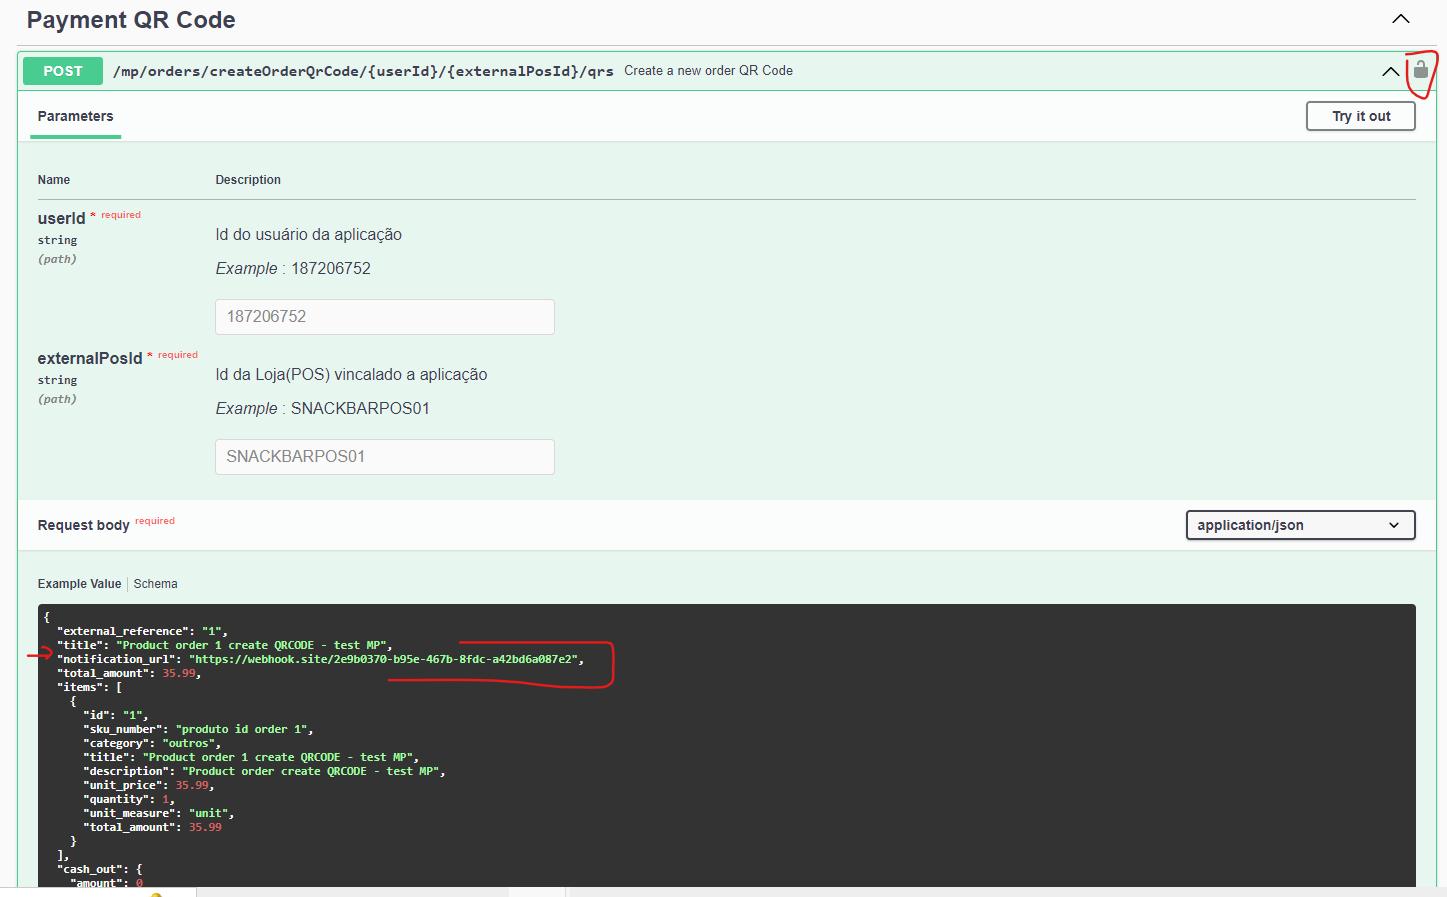 Payment QR Code
POST /mp/orders/createOrderQrCode/{userId}/{externalPosId}/qrs Create a new order QR Code
Parameters
Try it out
Name Description
userId * required
string
(path)
Id do usuário da aplicação
Example : 187206752
187206752
externalPosId * required
string
(path)
Id da Loja(POS) vincalado a aplicação
Example : SNACKBARPOS01
SNACKBARPOS01
Request body required
application/json
Example Value Schema
{
"external_reference": "1",
"title": "Product order 1 create QRCODE - test MP",
"notification_url": "https://webhook.site/2e9b0370-b95e-467b-8fdc-a42bd6a087e2",
"total_amount": 35.99,
"items": [
{
"id": "1",
"sku_number": "produto id order 1",
"category": "outros",
"title": "Product order 1 create QRCODE - test MP",
"description": "Product order create QRCODE - test MP",
"unit_price": 35.99,
"quantity": 1,
"unit_measure": "unit",
"total_amount": 35.99
}
],
"cash_out": {
"amount": 0